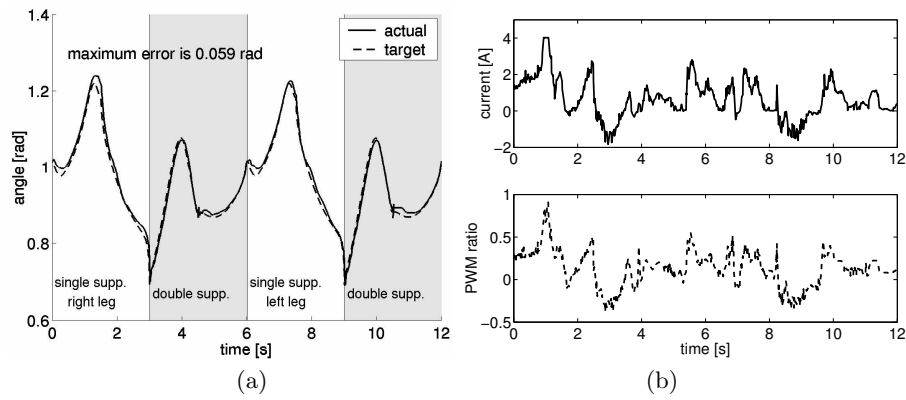 1.4
actual
target
maximum error is 0.059 rad
1.2
1
0.8
0.6
angle [rad]
single supp.
right leg
double supp.
single supp.
left leg
double supp.
0 2 4 6 8 10 12
time [s]
(a)
4
2
0
−2
current [A]
0 2 4 6 8 10 12
1
0.5
0
−0.5
PWM ratio
0 2 4 6 8 10 12
time [s]
(b)